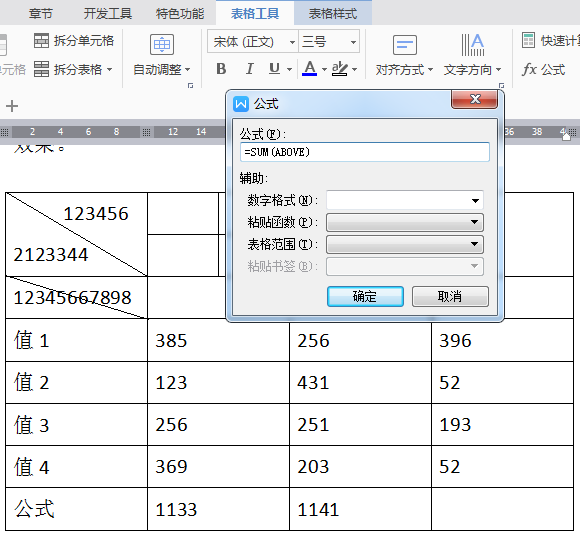 章节 开发工具 特色功能 表格工具 表格样式
拆分单元格 宋体 (正文) 三号 快速计
元格 拆分表格 自动调整 B I U A ab 对齐方式 文字方向 fx 公式
公式
2 4 6 8 12 14 36 38 4
公式(F):
=SUM(ABOVE)
辅助:
数字格式(N):
粘贴函数(P):
表格范围(T):
粘贴书签(B):
确定 取消
效果。
123456
2123344
12345667898
值 1 385 256 396
值 2 123 431 52
值 3 256 251 193
值 4 369 203 52
公式 1133 1141